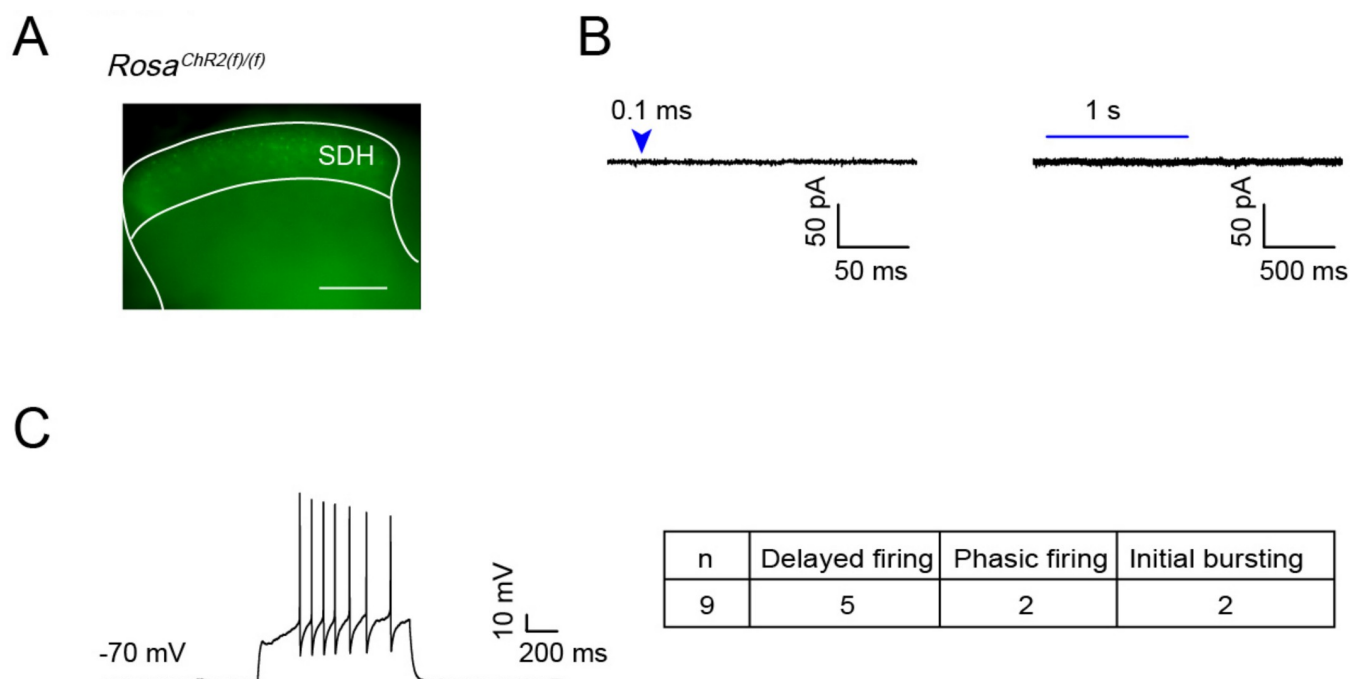 A
B
Rosa ChR2(f)/(f)
0.1 ms
1 s
SDH
50 pA
50 ms
50 pA
500 ms
C
n Delayed firing Phasic firing Initial bursting
9 5 2 2
10 mV
-70 mV
200 ms